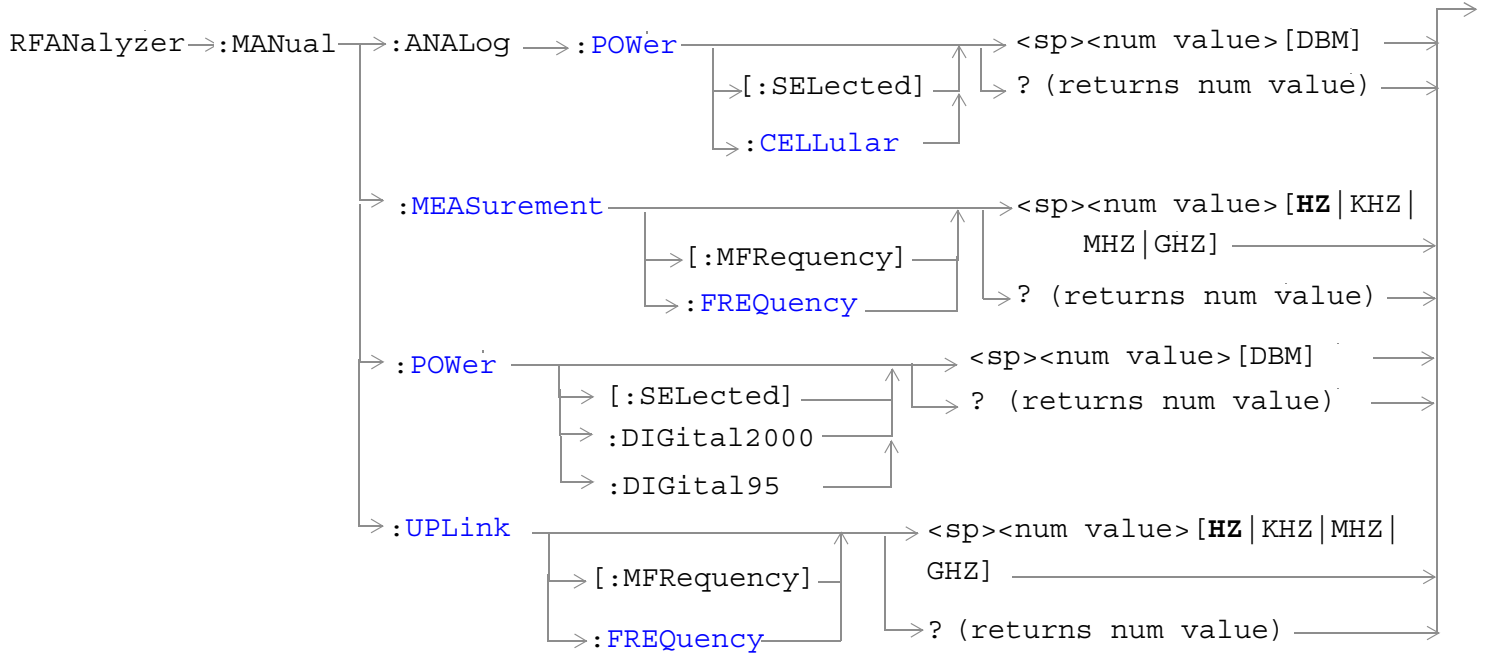 RFANalyzer :MANual :ANALog :POWer <sp><num value>[DBM]
[:SELected] ? (returns num value)
:CELLular
:MEASurement <sp><num value>[HZ|KHZ|
MHZ|GHZ]
[:MFRequency]
:FREQuency ? (returns num value)
:POWer <sp><num value>[DBM]
[:SELected] ? (returns num value)
:DIGital2000
:DIGital95
:UPLink <sp><num value>[HZ|KHZ|MHZ|
[:MFRequency] GHZ]
:FREQuency ? (returns num value)